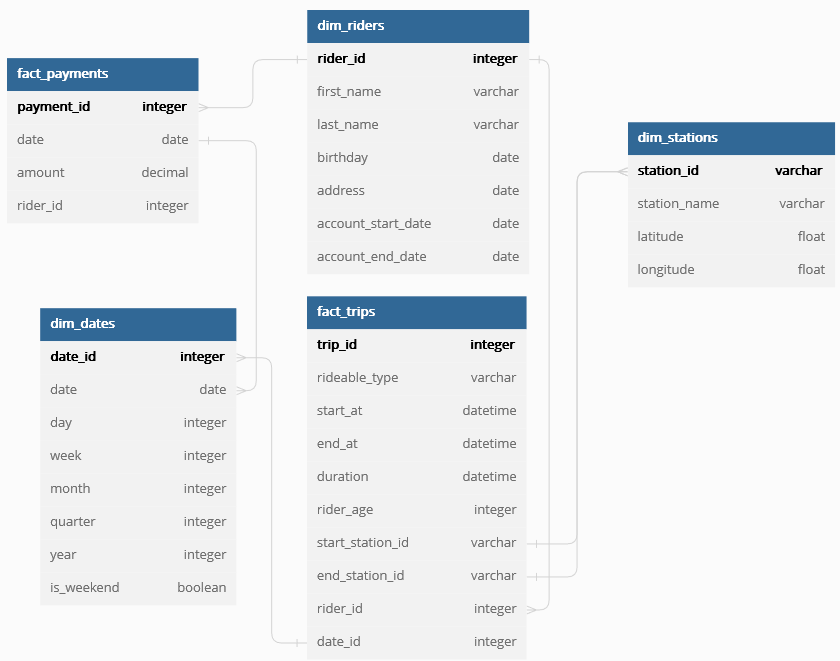 dim_riders
rider_id integer
first_name varchar
last_name varchar
birthday date
address date
account_start_date date
account_end_date date
fact_payments
payment_id integer
date date
amount decimal
rider_id integer
dim_stations
station_id varchar
station_name varchar
latitude float
longitude float
dim_dates
date_id integer
date date
day integer
week integer
month integer
quarter integer
year integer
is_weekend boolean
fact_trips
trip_id integer
rideable_type varchar
start_at datetime
end_at datetime
duration datetime
rider_age integer
start_station_id varchar
end_station_id varchar
rider_id integer
date_id integer